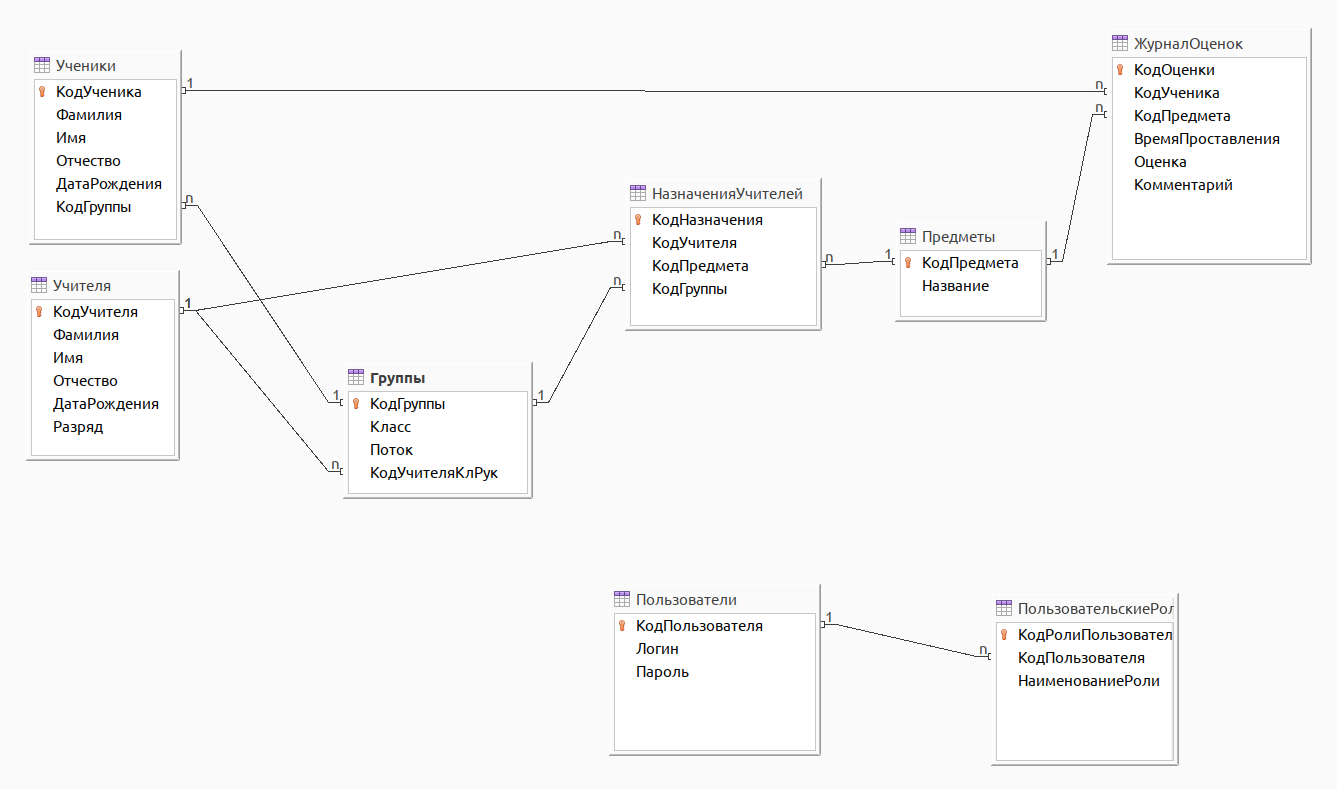 Ученики
КодУченика
Фамилия
Имя
Отчество
ДатаРождения
КодГруппы
1
n
Учителя
КодУчителя
Фамилия
Имя
Отчество
ДатаРождения
Разряд
1
Группы
КодГруппы
Класс
Поток
КодУчителяКлРук
1
n
1
НазначенияУчителей
КодНазначения
КодУчителя
КодПредмета
КодГруппы
n
n
n
Предметы
КодПредмета
Название
1
1
ЖурналОценок
КодОценки
КодУченика
КодПредмета
ВремяПроставления
Оценка
Комментарий
n
n
Пользователи
КодПользователя
Логин
Пароль
1
n
ПользовательскиеРол
КодРолиПользовател
КодПользователя
НаименованиеРоли